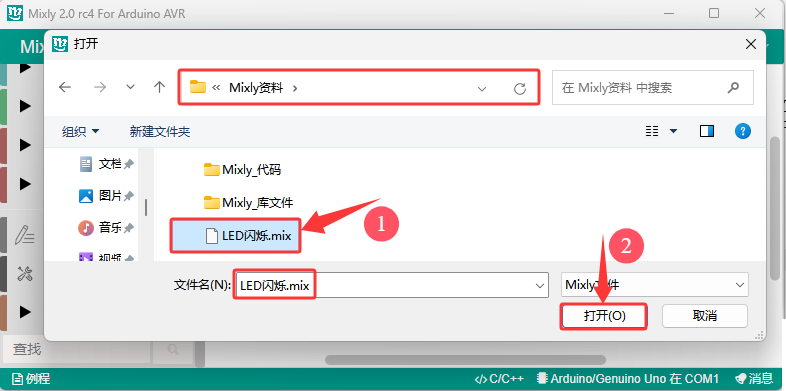 Mixly 2.0 rc4 For Arduino AVR
Mix
打开
Mixly资料
在 Mixly资料 中搜索
组织
新建文件夹
文档
Mixly_代码
图片
Mixly_库文件
音乐
LED闪烁.mix
1
视频
2
文件名(N):
LED闪烁.mix
Mixly文件
打开(O)
取消
查找
例程
C/C++
Arduino/Genuino Uno 在 COM1
消息